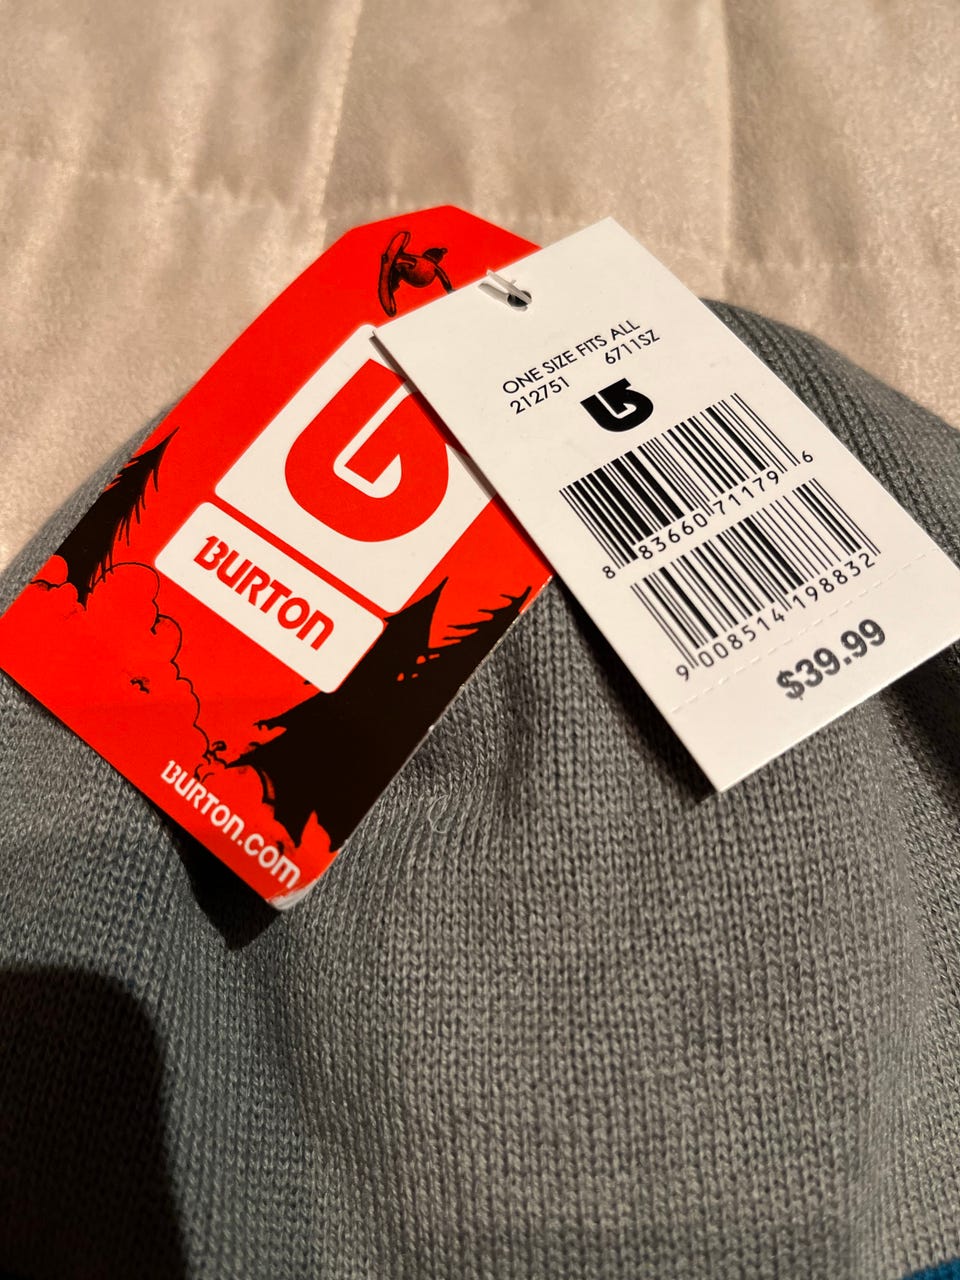 BURTON
BURTON.com
ONE SIZE FITS ALL
212751 6711SZ
8 83660 71179 6
9 008514 198832
$39.99